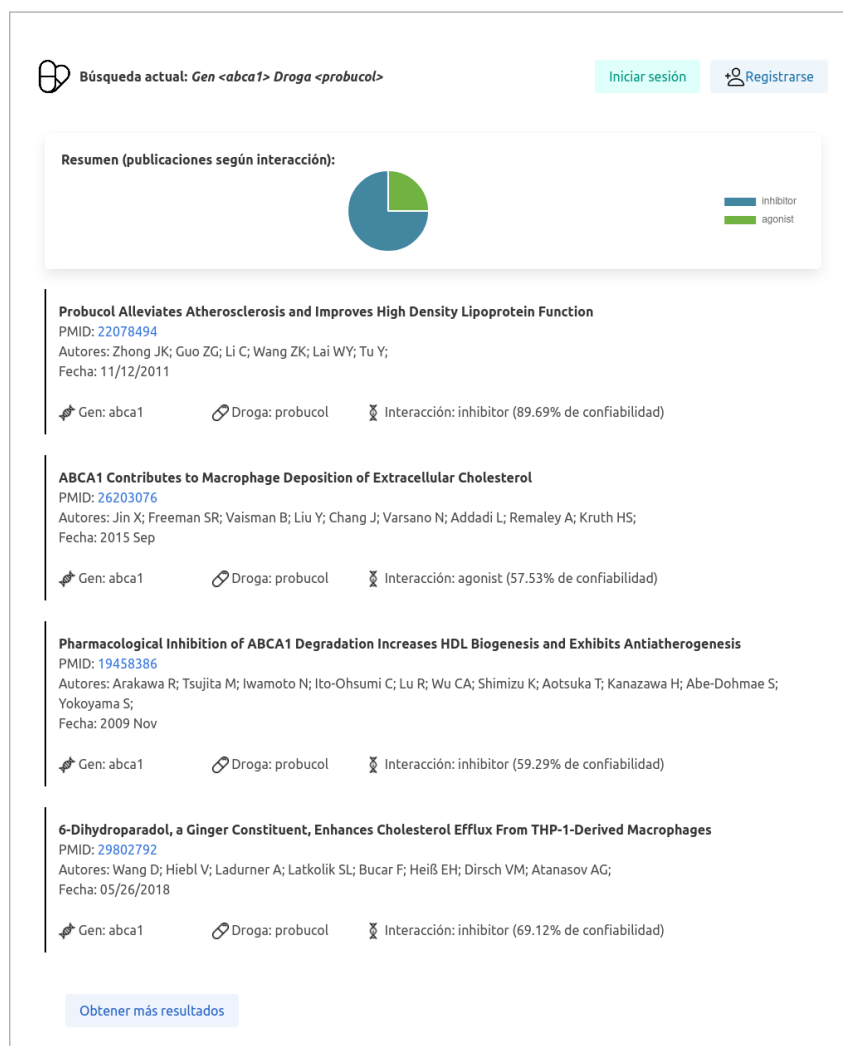 Búsqueda actual: Gen <abca1> Droga <probucol>
Iniciar sesión
Registrarse
Resumen (publicaciones según interacción):
inhibitor
agonist
Probucol Alleviates Atherosclerosis and Improves High Density Lipoprotein Function
PMID: 22078494
Autores: Zhong JK; Guo ZG; Li C; Wang ZK; Lai WY; Tu Y;
Fecha: 11/12/2011
Gen: abca1 Droga: probucol Interacción: inhibitor (89.69% de confiabilidad)
ABCA1 Contributes to Macrophage Deposition of Extracellular Cholesterol
PMID: 26203076
Autores: Jin X; Freeman SR; Vaisman B; Liu Y; Chang J; Varsano N; Addadi L; Remaley A; Kruth HS;
Fecha: 2015 Sep
Gen: abca1 Droga: probucol Interacción: agonist (57.53% de confiabilidad)
Pharmacological Inhibition of ABCA1 Degradation Increases HDL Biogenesis and Exhibits Antiatherogenesis
PMID: 19458386
Autores: Arakawa R; Tsujita M; Iwamoto N; Ito-Ohsumi C; Lu R; Wu CA; Shimizu K; Aotsuka T; Kanazawa H; Abe-Dohmae S;
Yokoyama S;
Fecha: 2009 Nov
Gen: abca1 Droga: probucol Interacción: inhibitor (59.29% de confiabilidad)
6-Dihydroparadol, a Ginger Constituent, Enhances Cholesterol Efflux From THP-1-Derived Macrophages
PMID: 29802792
Autores: Wang D; Hiebl V; Ladurner A; Latkolik SL; Bucar F; Heiß EH; Dirsch VM; Atanasov AG;
Fecha: 05/26/2018
Gen: abca1 Droga: probucol Interacción: inhibitor (69.12% de confiabilidad)
Obtener más resultados